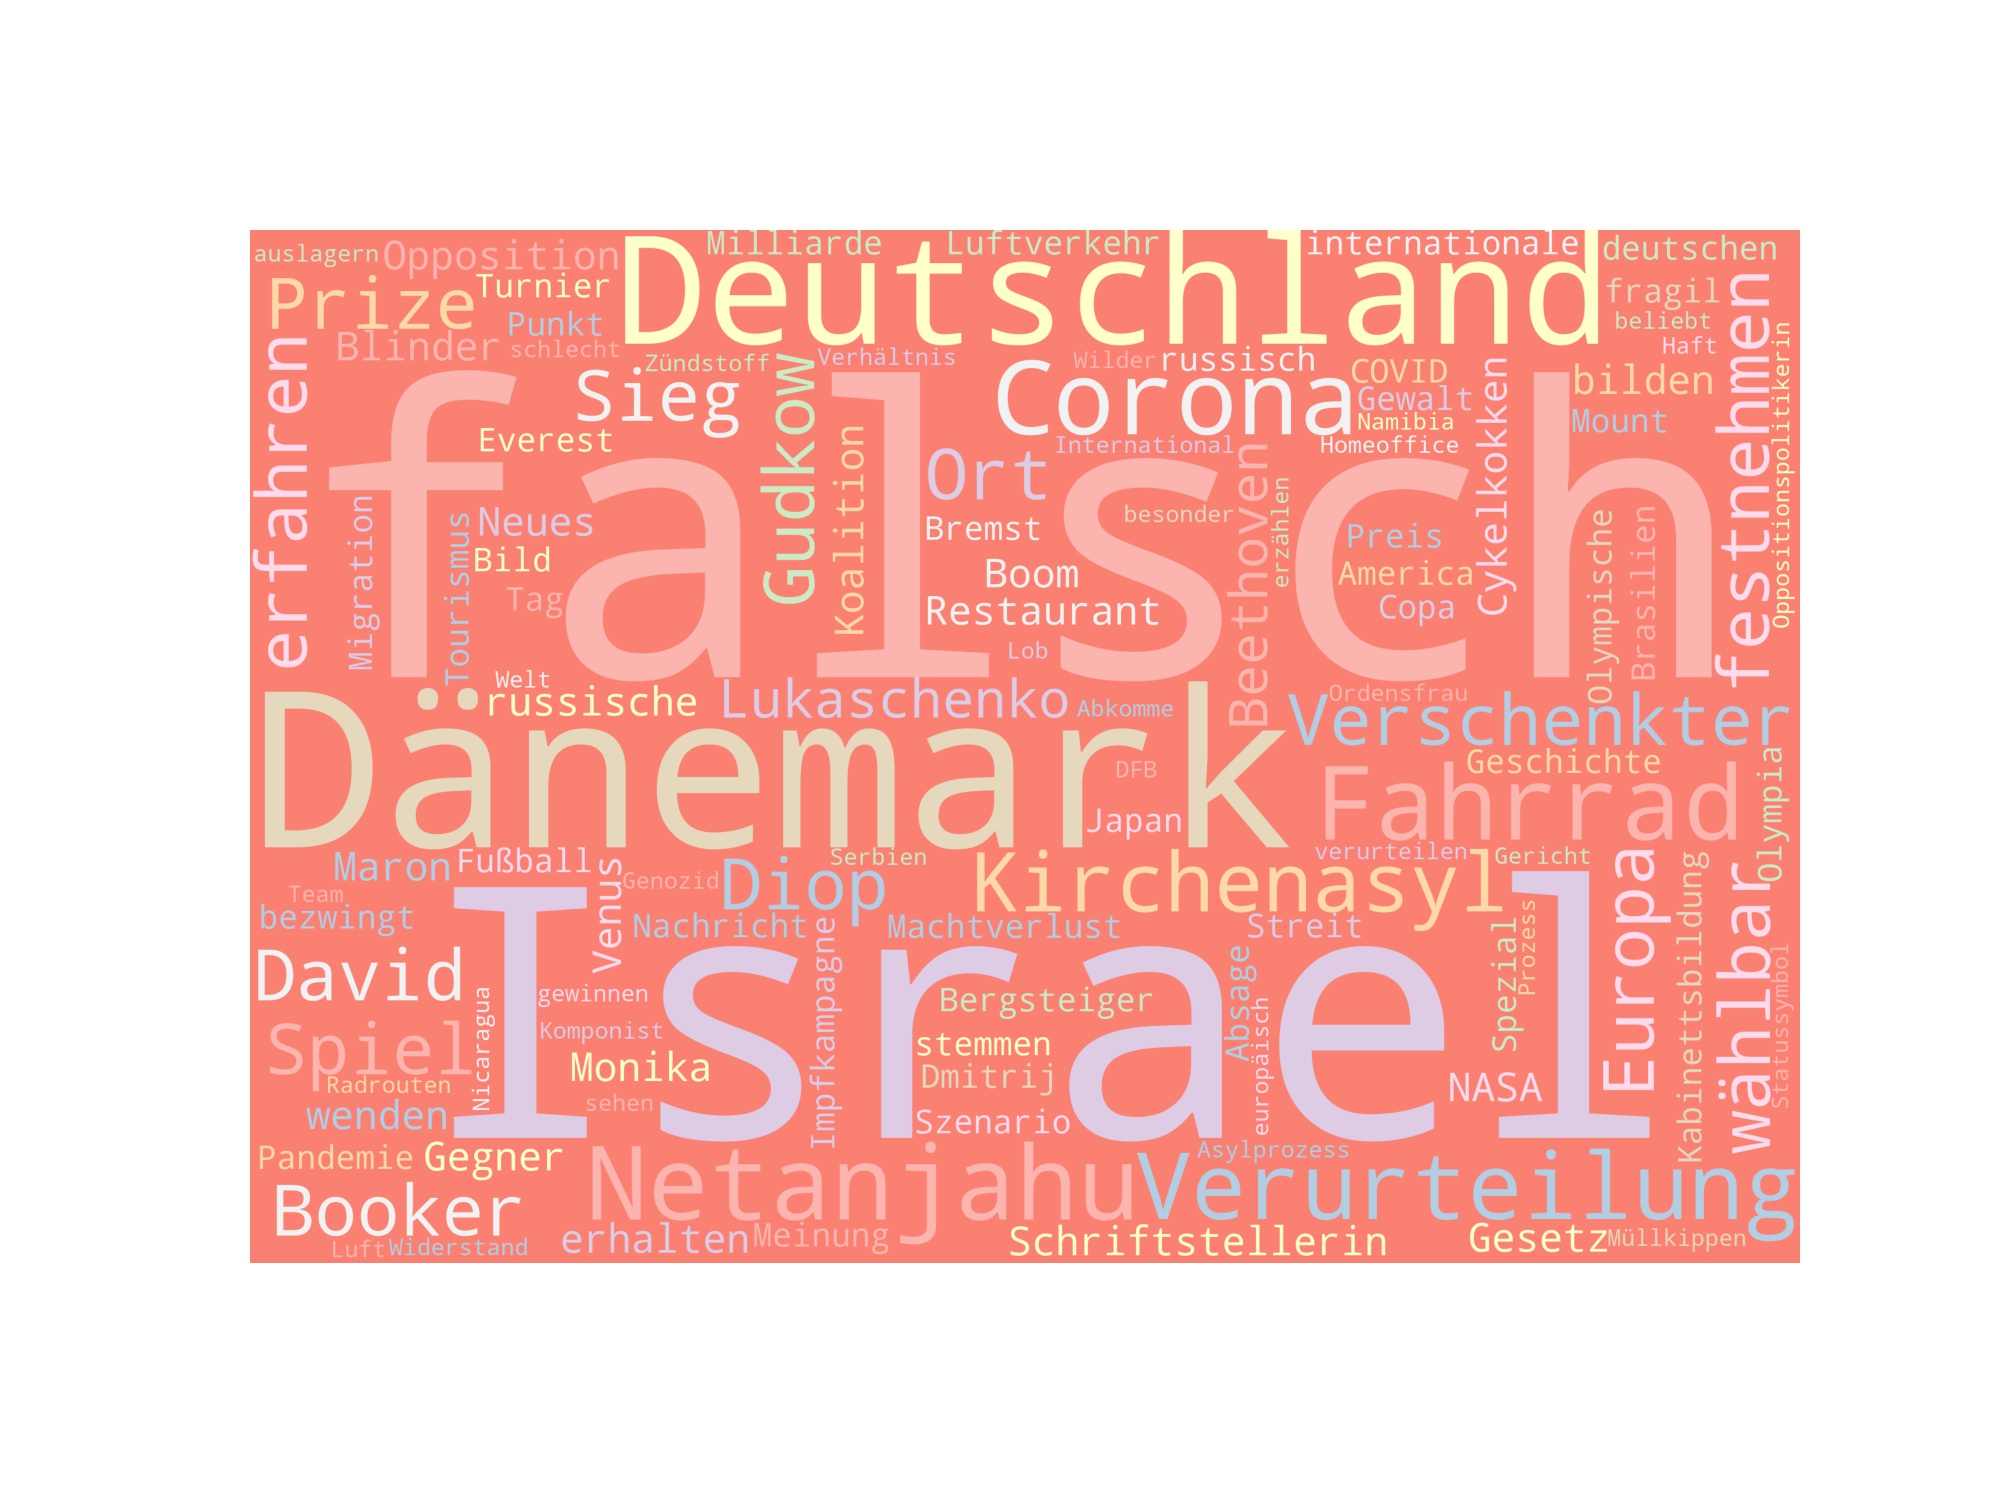 auslagern
Opposition
Milliarde
Luftverkehr
internationale
deutschen
Deutschland
Prize
Turnier
fragil
Punkt
beliebt
Blinder
schlecht
Haft
Zündstoff
Verhältnis
Wilder
russisch
COVID
bilden
erfahren
Sieg
Gudkow
Corona
Gewalt
Mount
festnehmen
Oppositionspolitikerin
Namibia
Everest
International
Homeoffice
Cykelkokken
falsch
Koalition
Ort
Beethoven
Neues
Bremst
besonder
erzählen
Preis
Migration
Tourismus
Bild
Boom
America
Olympische
Brasilien
Tag
Restaurant
Copa
Lob
Welt
russische
Lukaschenko
Abkomme
Ordensfrau
Verschenkter
Dänemark
Geschichte
DFB
Fahrrad
Olympia
Japan
Maron
Fußball
Venus
Serbien
verurteilen
Gericht
Genozid
Diop
Kirchenasyl
Europa
Kabinettsbildung
wählbar
Team
bezwingt
Nachricht
Machtverlust
Streit
Spezial
Prozess
Israel
David
Impfkampagne
Absage
Statussymbol
gewinnen
Bergsteiger
Nicaragua
europäisch
Spiel
Komponist
stemmen
Monika
Dmitrij
NASA
Radrouten
sehen
wenden
Szenario
Pandemie
Gegner
Netanjahu
Asylprozess
Verurteilung
Booker
Luft
Widerstand
erhalten
Meinung
Schriftstellerin
Gesetz
Müllkippen